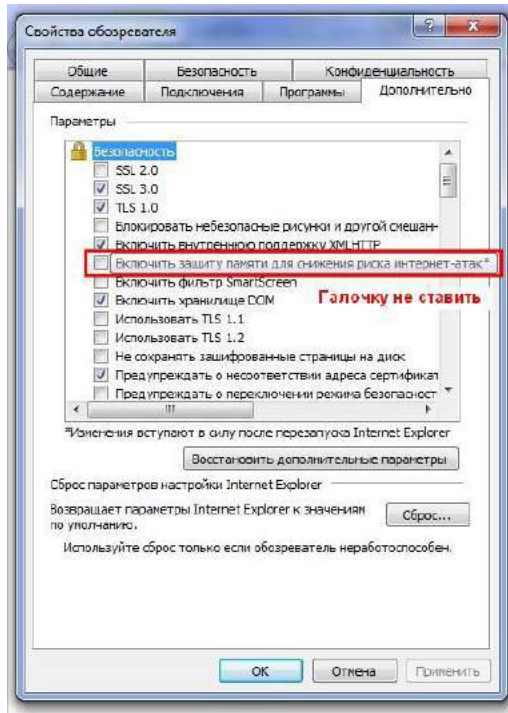 Свойства обозревателя
Общие Безопасность Конфиденциальность
Содержание Подключения Программы Дополнительно
Параметры
Безопасность
SSL 2.0
SSL 3.0
TLS 1.0
Блокировать небезопасные рисунки и другой смешан
Включить внутреннюю поддержку XMLHTTP
Включить защиту памяти для снижения риска интернет-атак*
Включить фильтр SmartScreen
Включить хранилище DOM
Галочку не ставить
Использовать TLS 1.1
Использовать TLS 1.2
Не сохранять зашифрованные страницы на диск
Предупреждать о несоответствии адреса сертификат
Предупреждать о переключении режима безопасност
*Изменения вступают в силу после перезапуска Internet Explorer
Восстановить дополнительные параметры
Сброс параметров настройки Internet Explorer
Возвращает параметры Internet Explorer к значениям
по умолчанию.
Сброс...
Используйте сброс только если обозреватель неработоспособен.
OK Отмена Применить